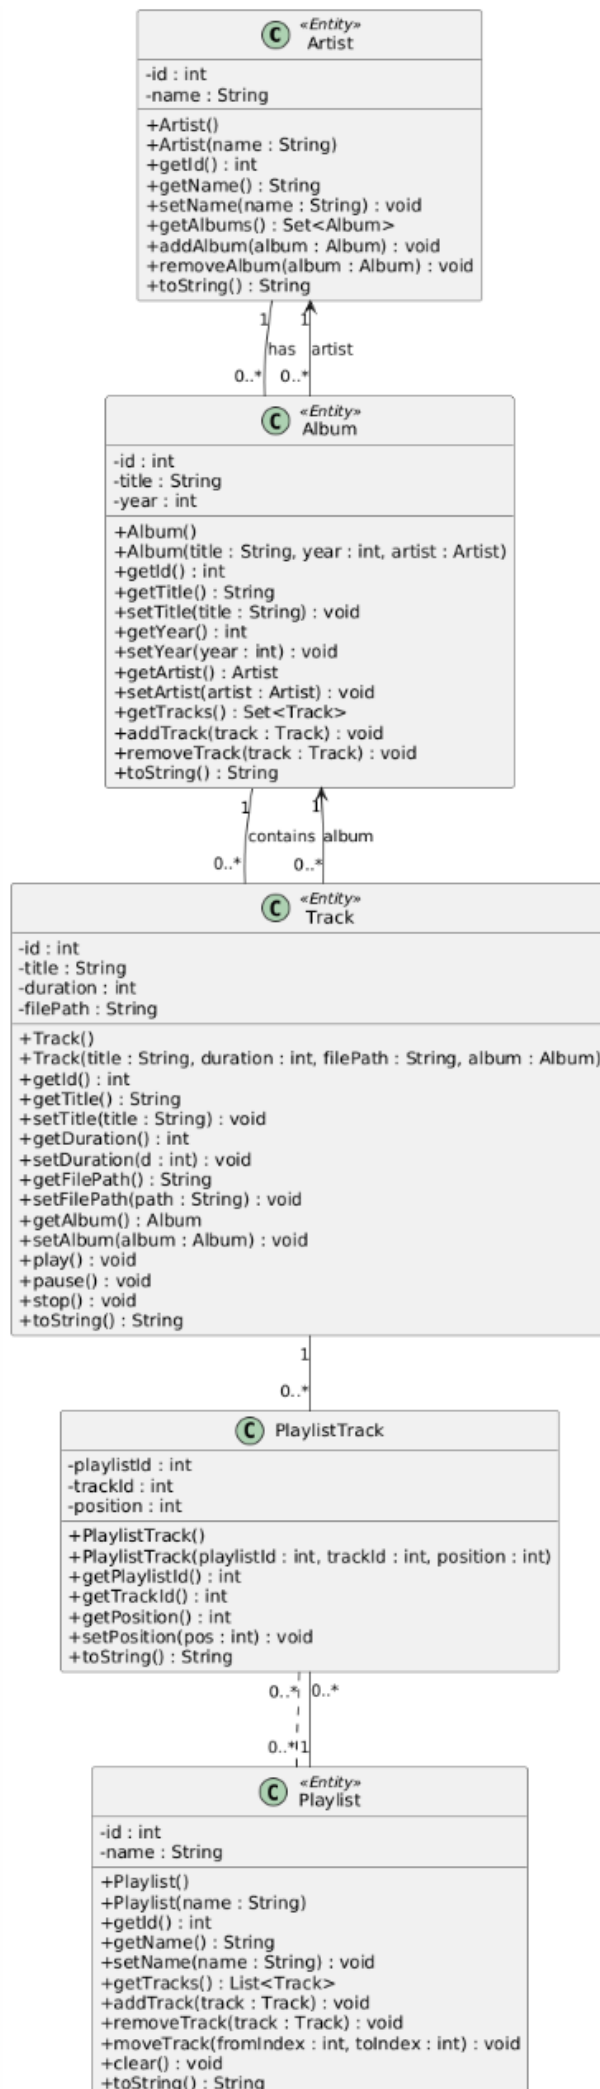 C «Entity»
Artist
-id : int
-name : String
+Artist()
+Artist(name : String)
+getId() : int
+getName() : String
+setName(name : String) : void
+getAlbums() : Set<Album>
+addAlbum(album : Album) : void
+removeAlbum(album : Album) : void
+toString() : String
1 1
has artist
0..* 0..*
C «Entity»
Album
-id : int
-title : String
-year : int
+Album()
+Album(title : String, year : int, artist : Artist)
+getId() : int
+getTitle() : String
+setTitle(title : String) : void
+getYear() : int
+setYear(year : int) : void
+getArtist() : Artist
+setArtist(artist : Artist) : void
+getTracks() : Set<Track>
+addTrack(track : Track) : void
+removeTrack(track : Track) : void
+toString() : String
1 1
contains album
0..* 0..*
C «Entity»
Track
-id : int
-title : String
-duration : int
-filePath : String
+Track()
+Track(title : String, duration : int, filePath : String, album : Album)
+getId() : int
+getTitle() : String
+setTitle(title : String) : void
+getDuration() : int
+setDuration(d : int) : void
+getFilePath() : String
+setFilePath(path : String) : void
+getAlbum() : Album
+setAlbum(album : Album) : void
+play() : void
+pause() : void
+stop() : void
+toString() : String
1
0..*
C PlaylistTrack
-playlistId : int
-trackId : int
-position : int
+PlaylistTrack()
+PlaylistTrack(playlistId : int, trackId : int, position : int)
+getPlaylistId() : int
+getTrackId() : int
+getPosition() : int
+setPosition(pos : int) : void
+toString() : String
0..* 0..*
0..* 1
C «Entity»
Playlist
-id : int
-name : String
+Playlist()
+Playlist(name : String)
+getId() : int
+getName() : String
+setName(name : String) : void
+getTracks() : List<Track>
+addTrack(track : Track) : void
+removeTrack(track : Track) : void
+moveTrack(fromIndex : int, toIndex : int) : void
+clear() : void
+toString() : String